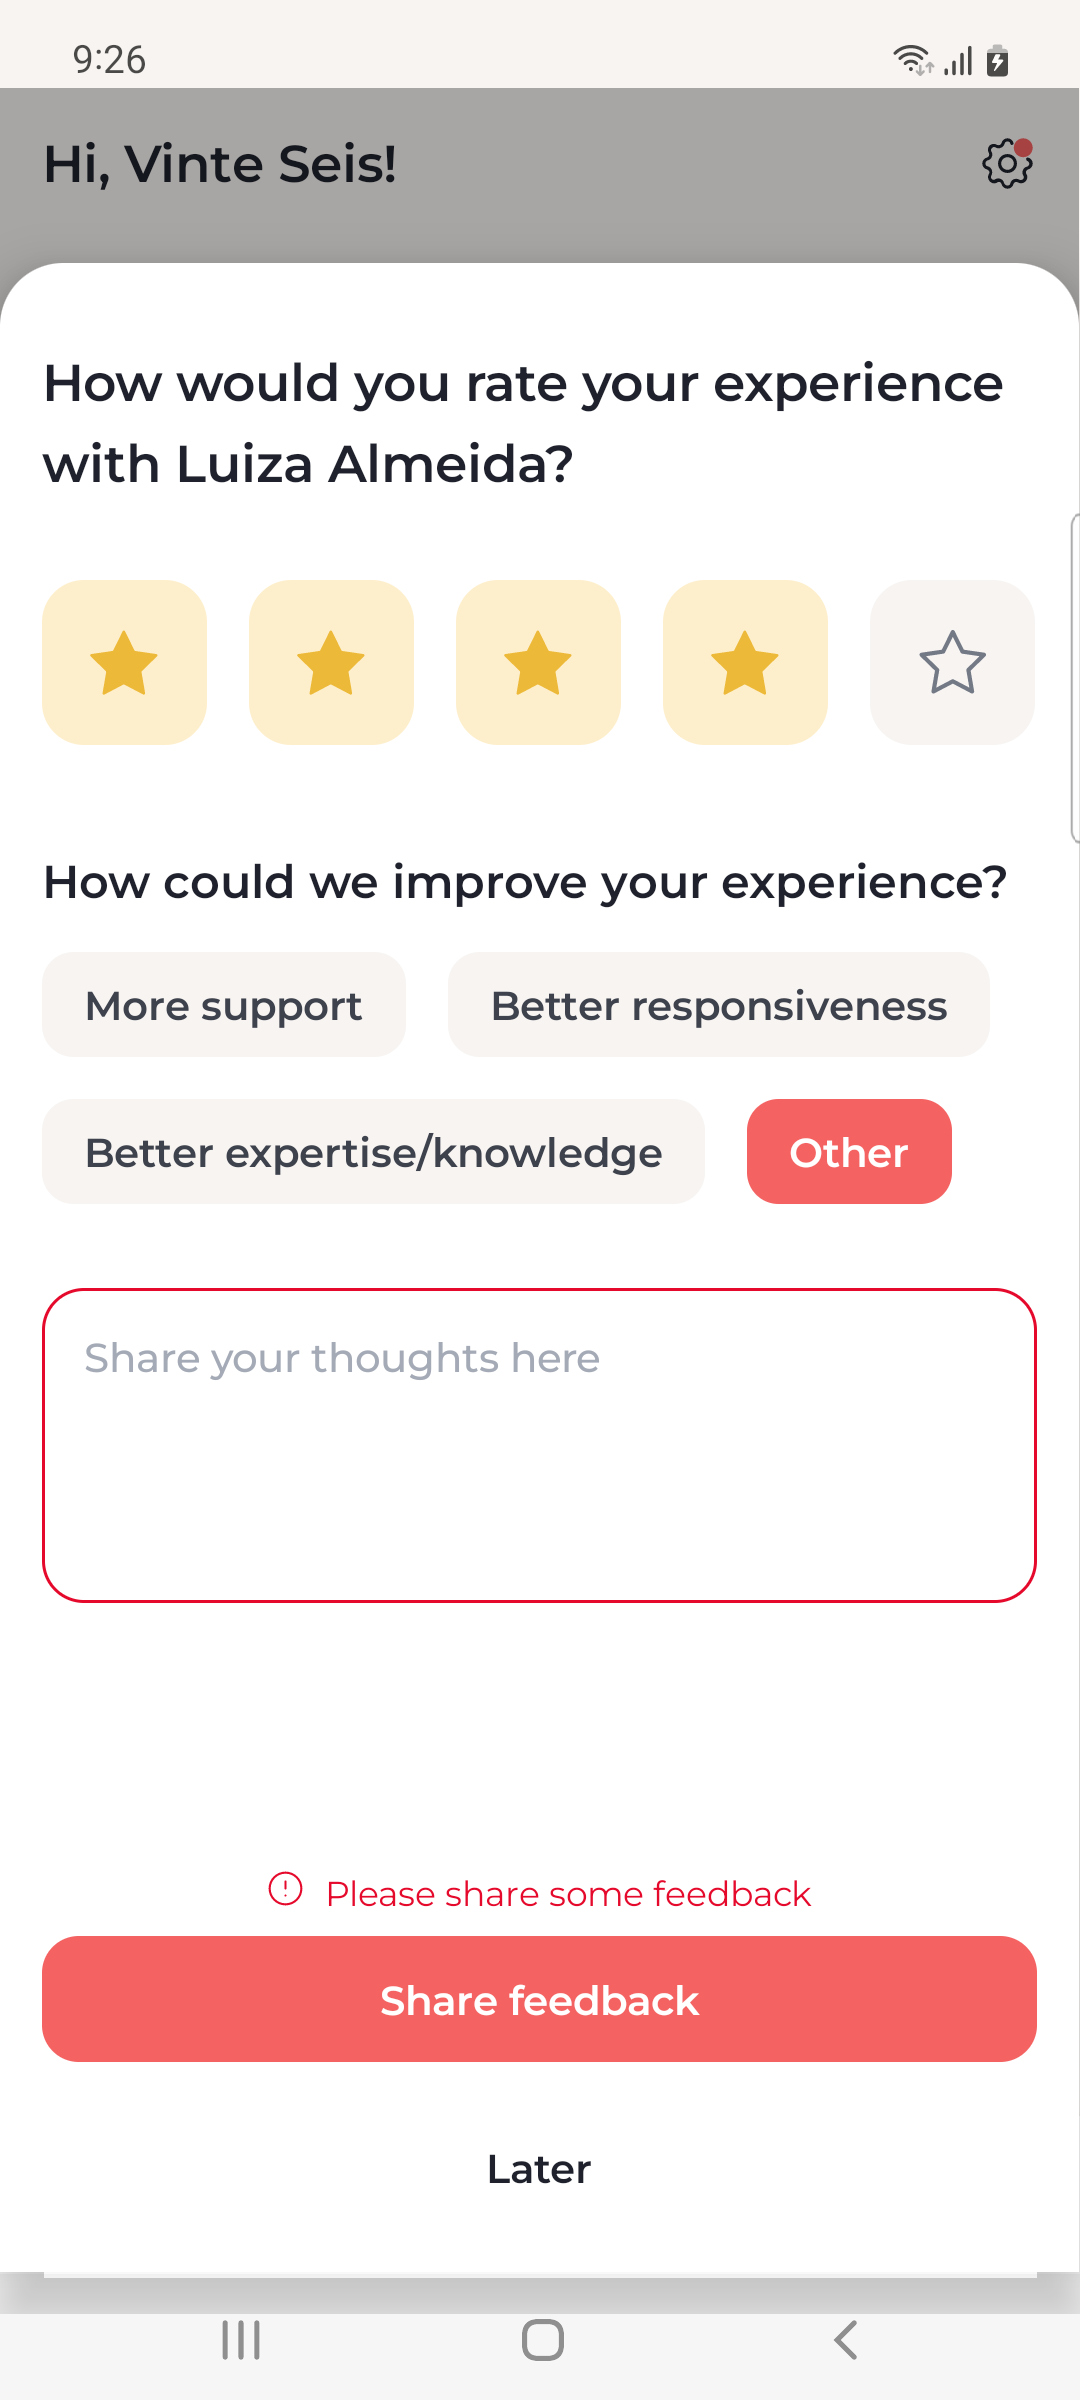 9:26
Hi, Vinte Seis!
How would you rate your experience
with Luiza Almeida?
How could we improve your experience?
More support
Better responsiveness
Better expertise/knowledge
Other
Share your thoughts here
Please share some feedback
Share feedback
Later